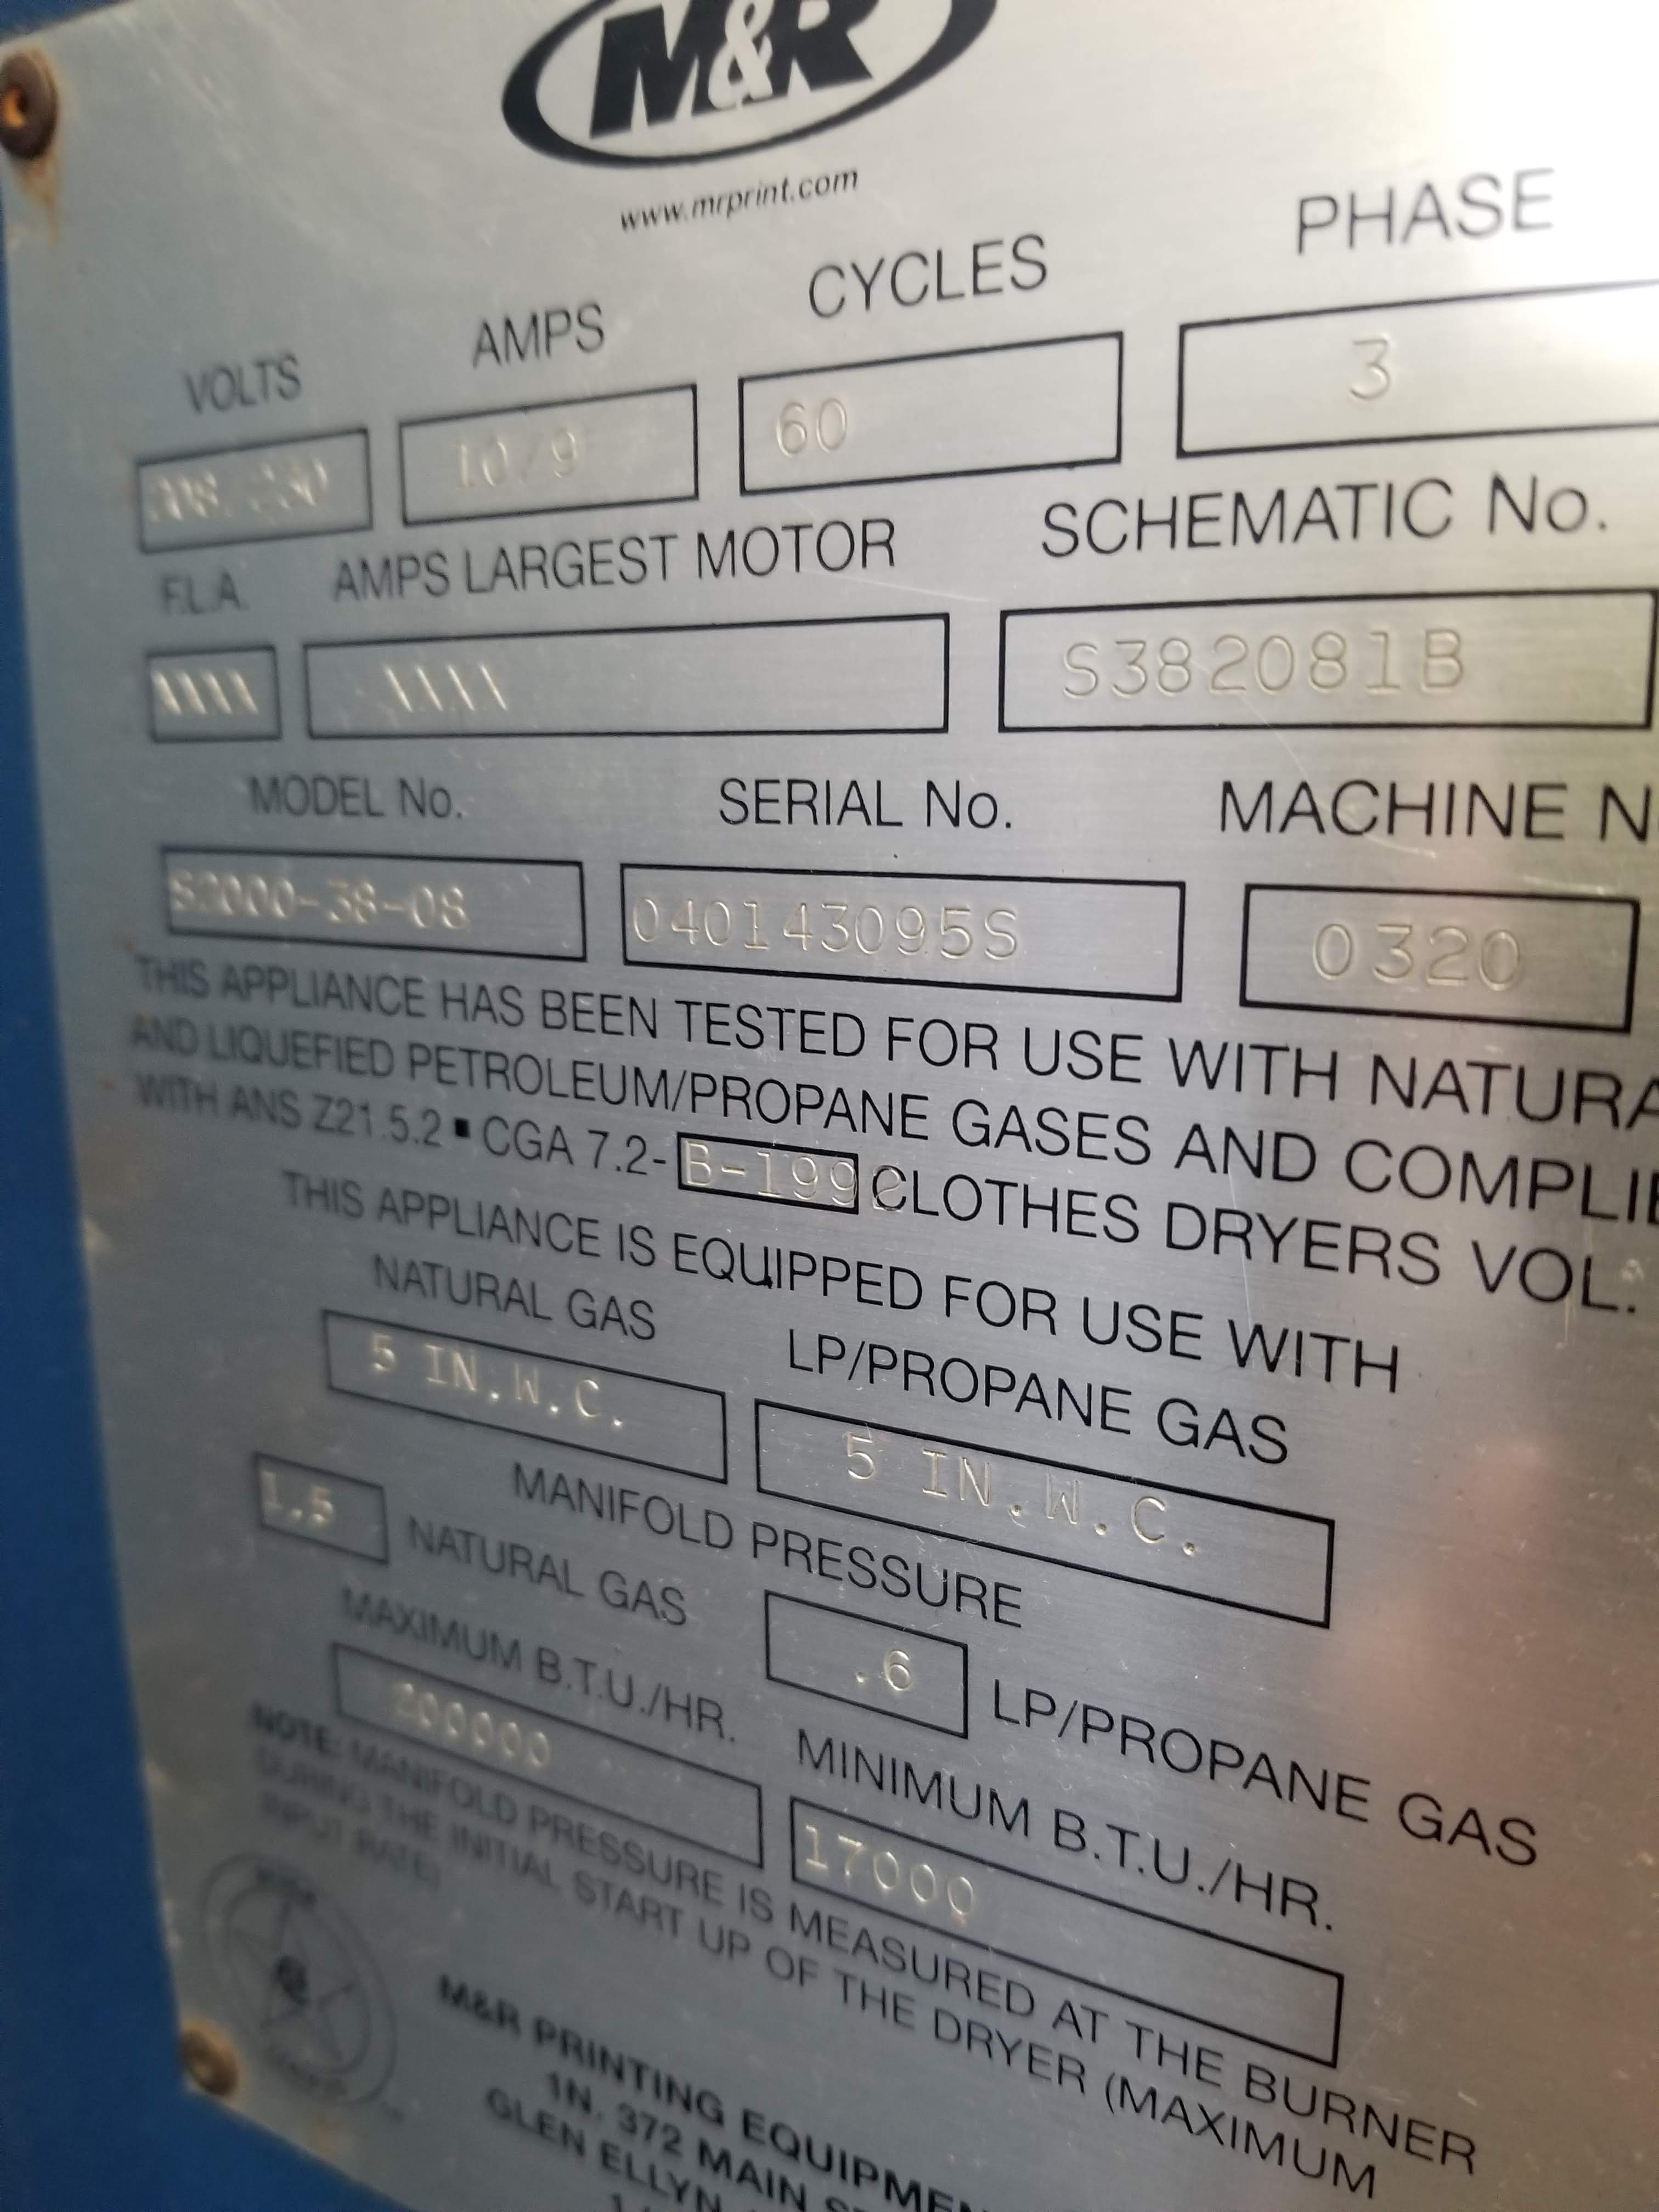 M&R
www.mrprint.com
VOLTS AMPS CYCLES PHASE
208/230 10/9 60 3
F.L.A. AMPS LARGEST MOTOR SCHEMATIC No.
S382081B
MODEL No. SERIAL No. MACHINE N
S2000-38-08 040143095S 0320
THIS APPLIANCE HAS BEEN TESTED FOR USE WITH NATURA
AND LIQUEFIED PETROLEUM/PROPANE GASES AND COMPLIE
WITH ANS Z21.5.2 ▪ CGA 7.2- B-199 CLOTHES DRYERS VOL.
THIS APPLIANCE IS EQUIPPED FOR USE WITH
NATURAL GAS LP/PROPANE GAS
5 IN.W.C. 5 IN.W.C.
MANIFOLD PRESSURE
1.5 NATURAL GAS .6 LP/PROPANE GAS
MAXIMUM B.T.U./HR. MINIMUM B.T.U./HR.
200000 17000
NOTE: MANIFOLD PRESSURE IS MEASURED AT THE BURNER
DURING THE INITIAL START UP OF THE DRYER (MAXIMUM
INPUT RATE)
M&R PRINTING EQUIPMEN
1N. 372 MAIN ST
GLEN ELLYN,